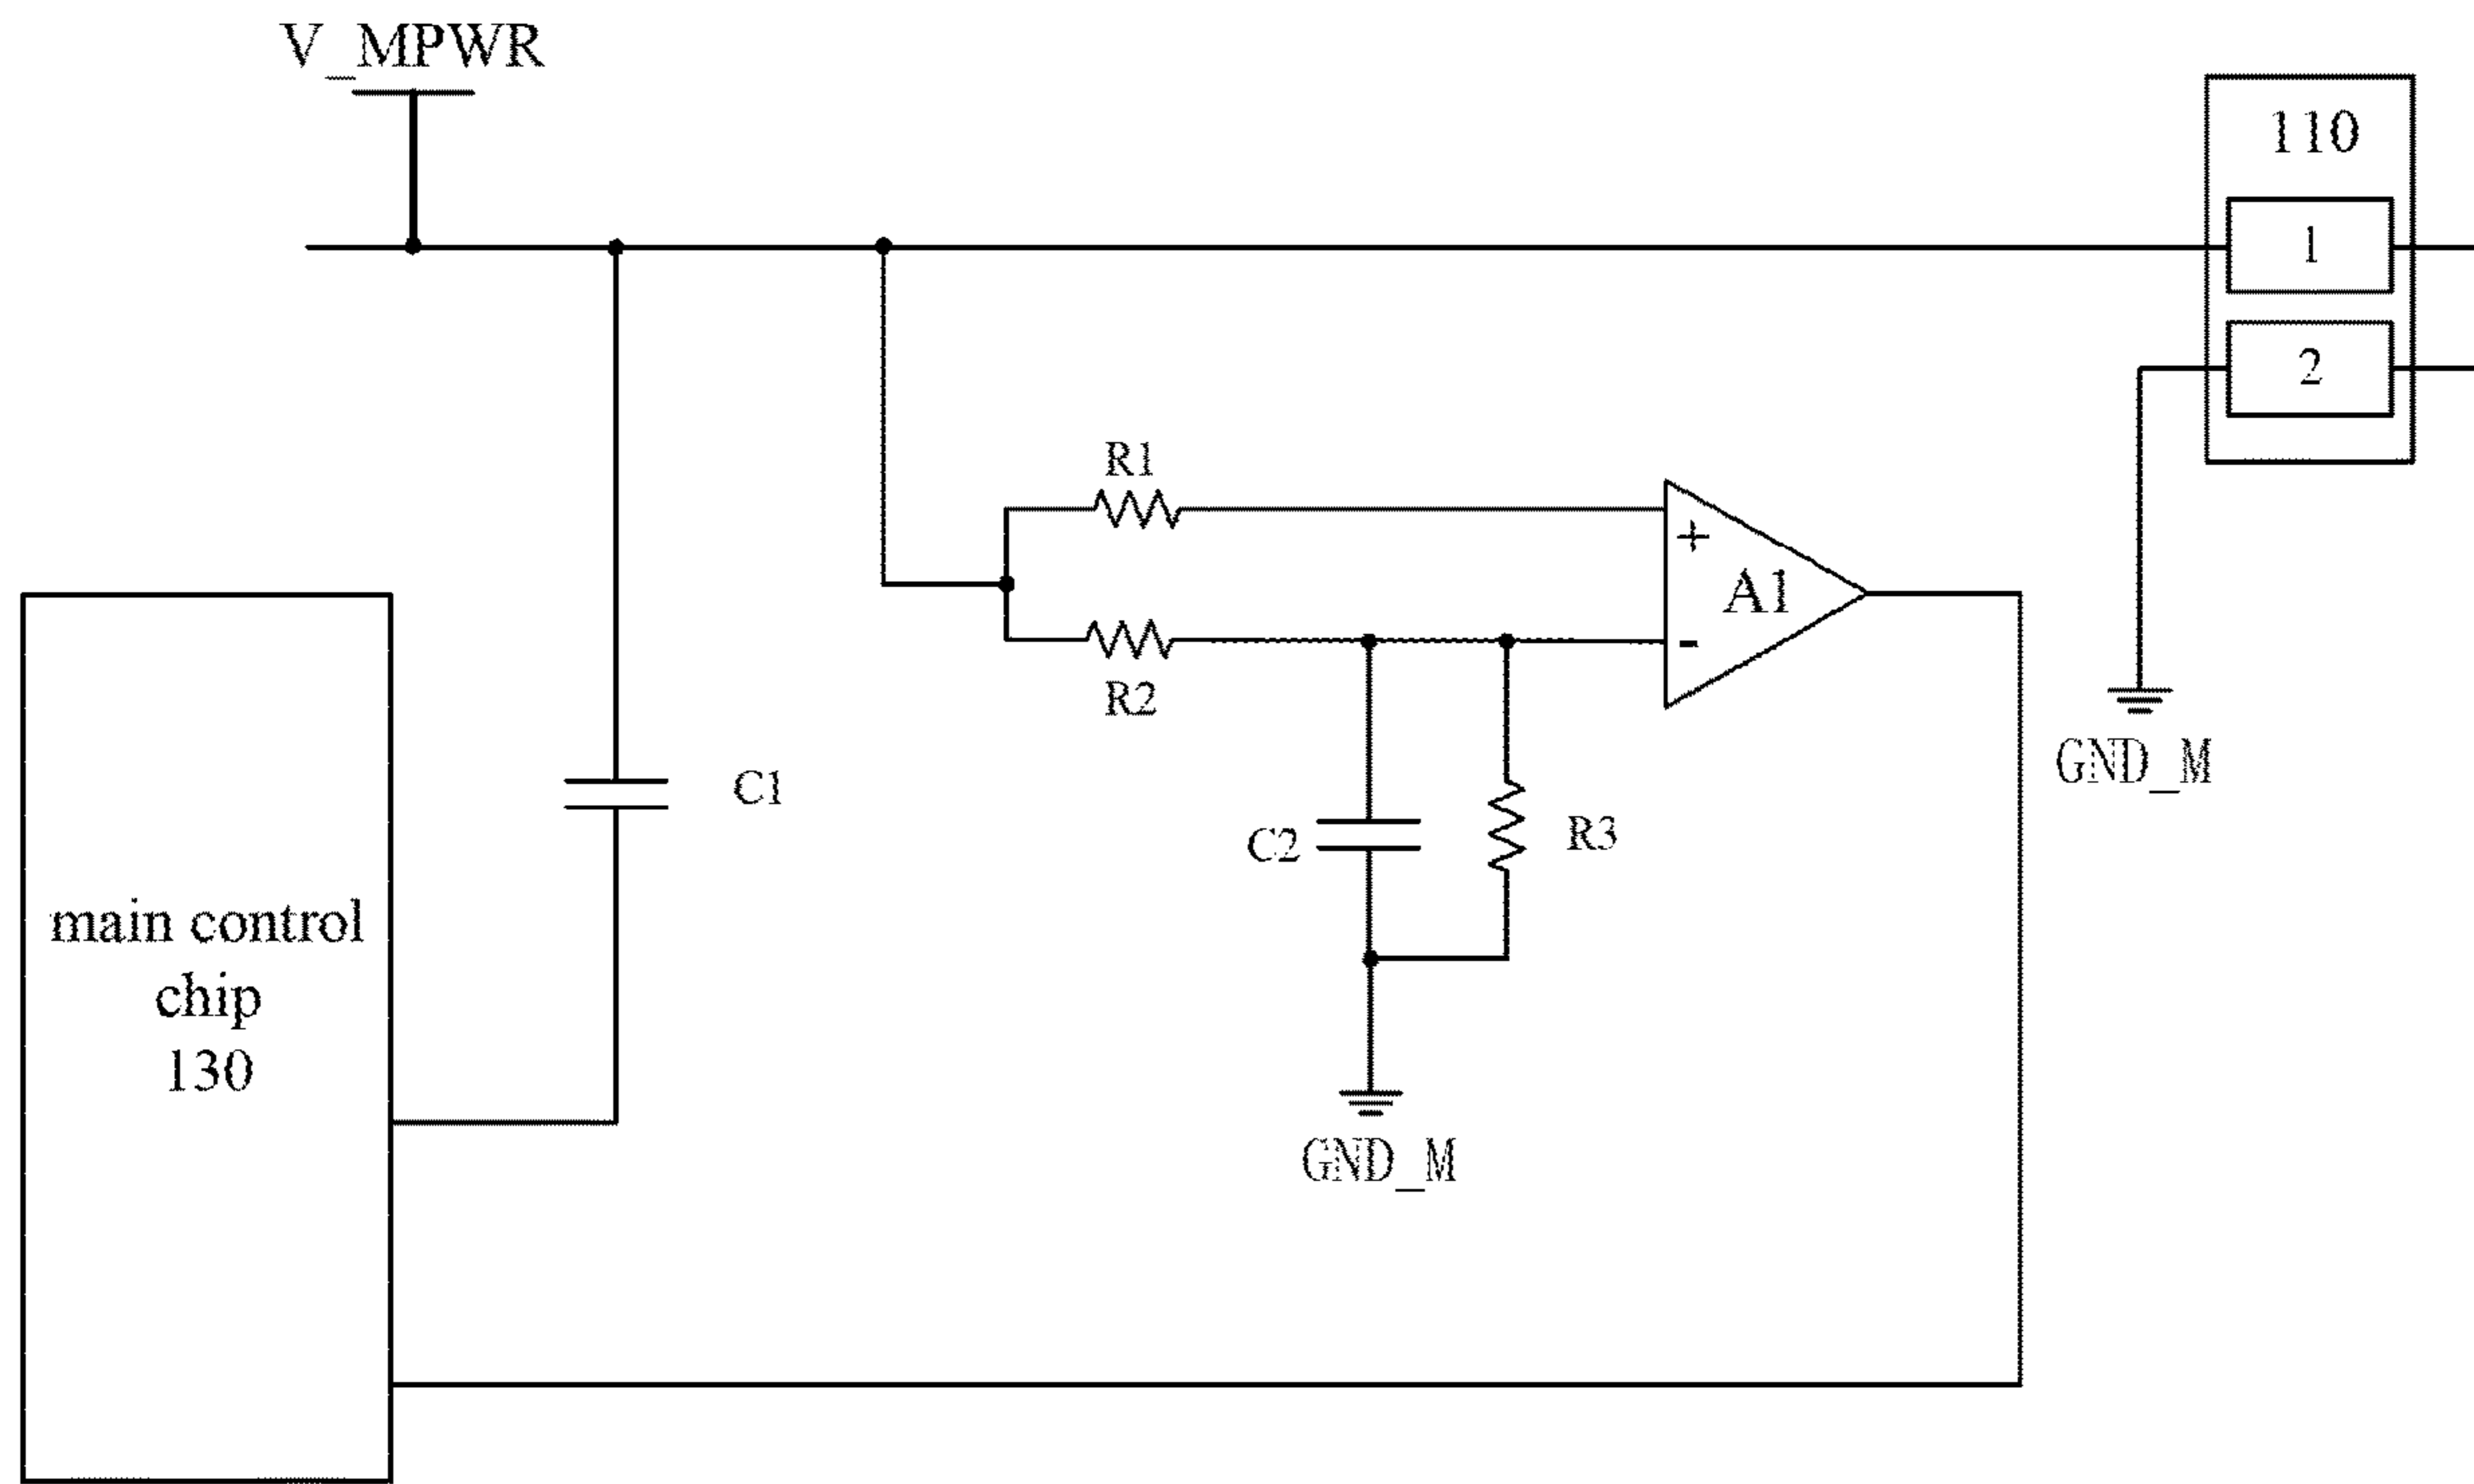 V_MPWR
110
1
2
R1
+
A1
-
R2
GND_M
C1
C2
R3
main control
chip
130
GND_M